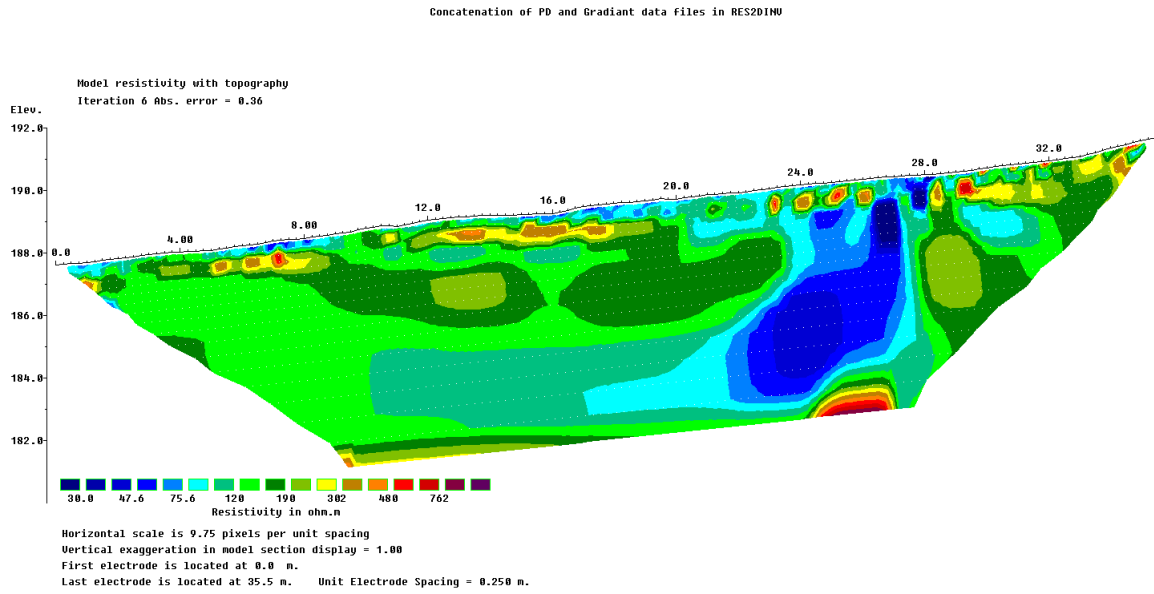 Concatenation of PD and Gradiant data files in RES2DINV
Model resistivity with topography
Iteration 6 Abs. error = 0.36
Elev.
192.0
190.0
188.0
186.0
184.0
182.0
0.0 4.00 8.00 12.0 16.0 20.0 24.0 28.0 32.0
30.0 47.6 75.6 120 190 302 480 762
Resistivity in ohm.m
Horizontal scale is 9.75 pixels per unit spacing
Vertical exaggeration in model section display = 1.00
First electrode is located at 0.0 m.
Last electrode is located at 35.5 m. Unit Electrode Spacing = 0.250 m.